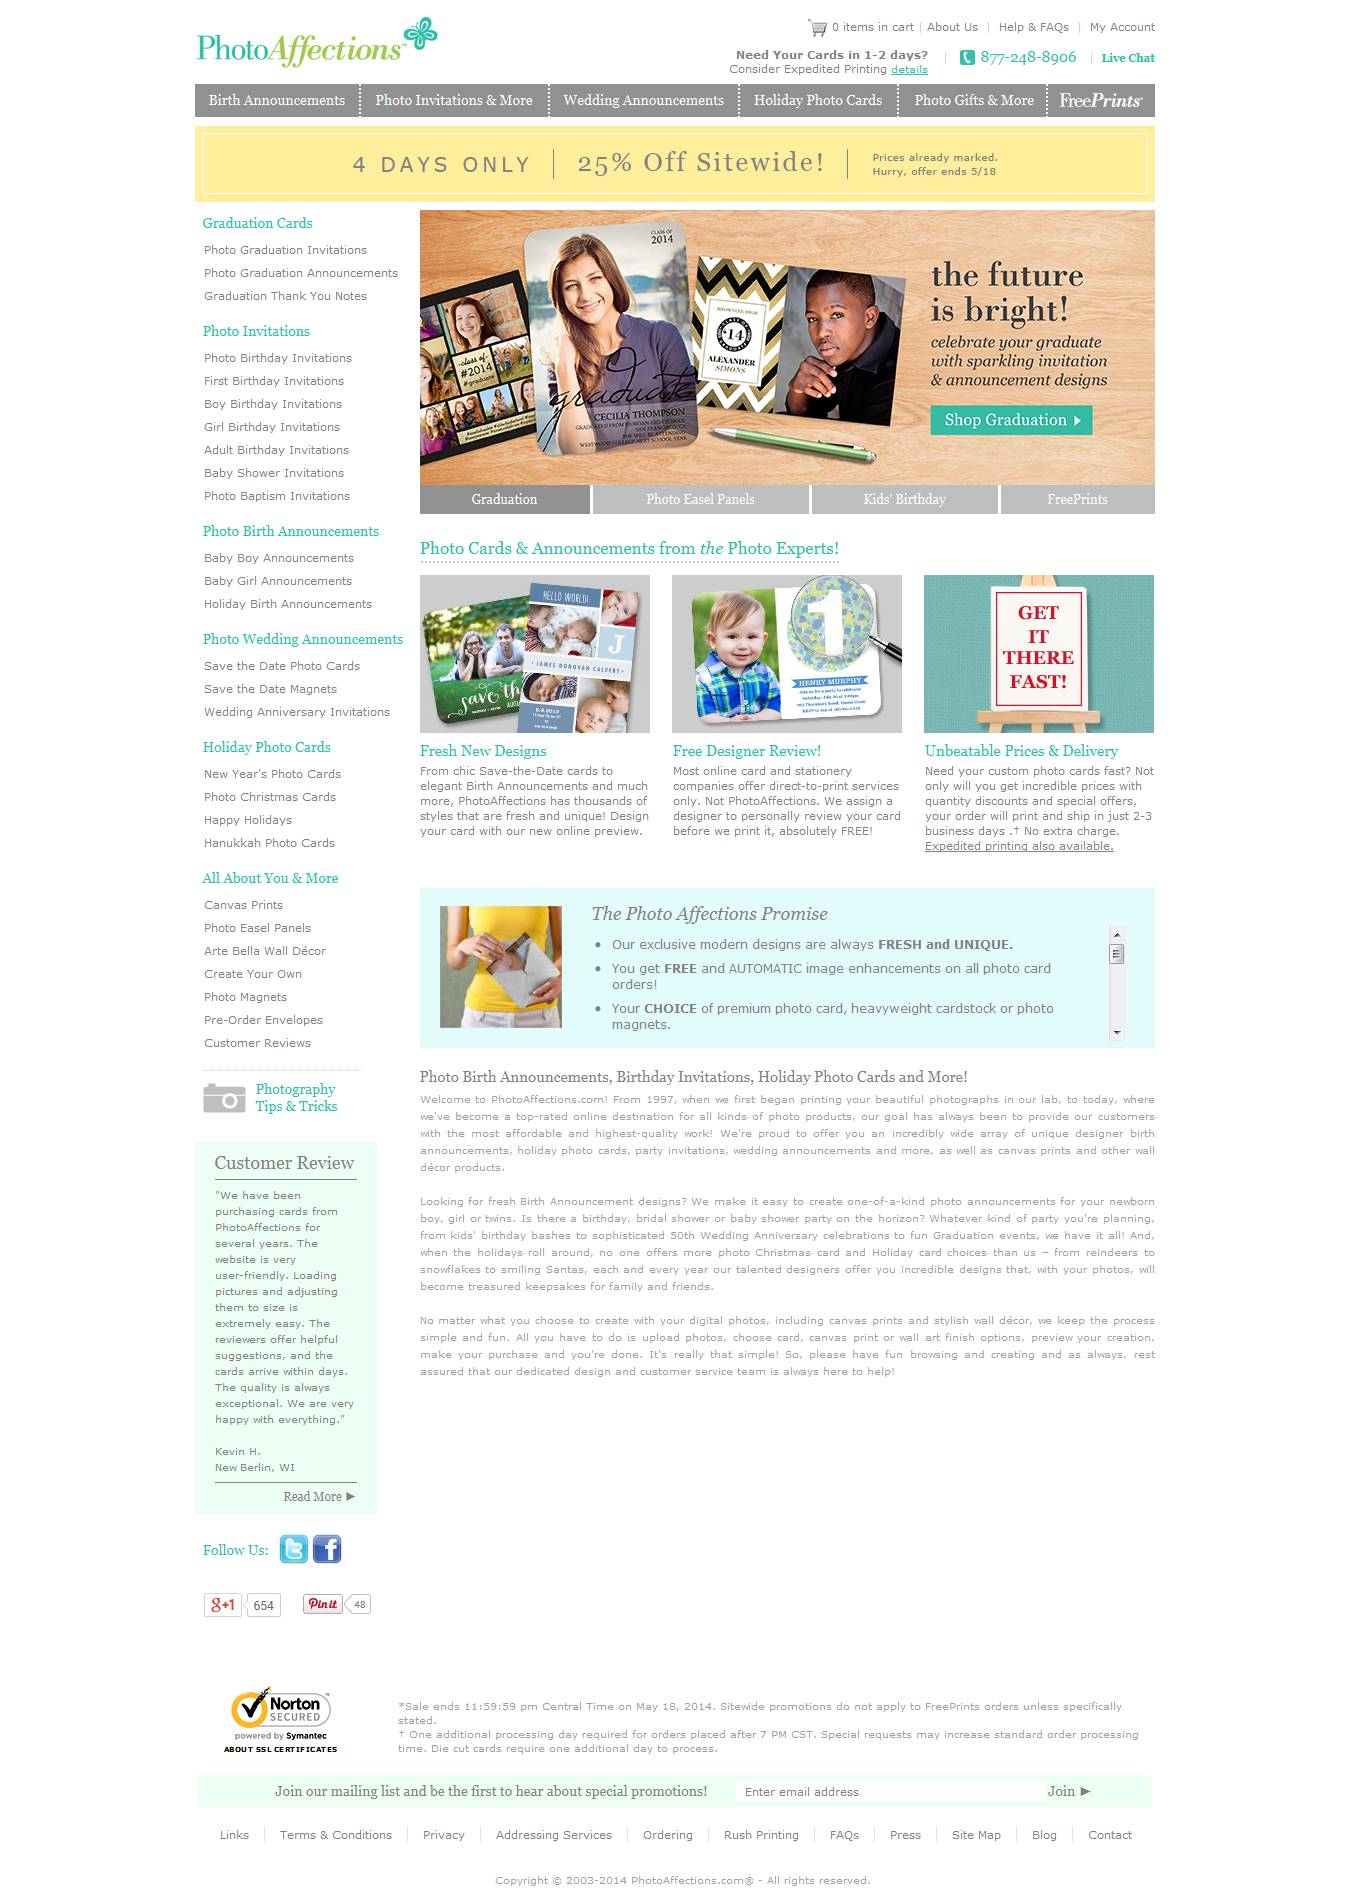 PhotoAffections™
0 items in cart | About Us | Help & FAQs | My Account
Need Your Cards in 1-2 days?
Consider Expedited Printing details
877-248-8906 | Live Chat
Birth Announcements
Photo Invitations & More
Wedding Announcements
Holiday Photo Cards
Photo Gifts & More
FreePrints
4 DAYS ONLY
25% Off Sitewide!
Prices already marked.
Hurry, offer ends 5/18
Graduation Cards
Photo Graduation Invitations
Photo Graduation Announcements
Graduation Thank You Notes
Photo Invitations
Photo Birthday Invitations
First Birthday Invitations
Boy Birthday Invitations
Girl Birthday Invitations
Adult Birthday Invitations
Baby Shower Invitations
Photo Baptism Invitations
Photo Birth Announcements
Baby Boy Announcements
Baby Girl Announcements
Holiday Birth Announcements
Photo Wedding Announcements
Save the Date Photo Cards
Save the Date Magnets
Wedding Anniversary Invitations
Holiday Photo Cards
New Year's Photo Cards
Photo Christmas Cards
Happy Holidays
Hanukkah Photo Cards
All About You & More
Canvas Prints
Photo Easel Panels
Arte Bella Wall Décor
Create Your Own
Photo Magnets
Pre-Order Envelopes
Customer Reviews
Photography
Tips & Tricks
Customer Review
"We have been
purchasing cards from
PhotoAffections for
several years. The
website is very
user-friendly. Loading
pictures and adjusting
them to size is
extremely easy. The
reviewers offer helpful
suggestions, and the
cards arrive within days.
The quality is always
exceptional. We are very
happy with everything."
Kevin H.
New Berlin, WI
Read More
Follow Us:
g+1 654
Pin it 48
class of
#2014
#graduate
CLASS OF
2014
graduate
CECILIA THOMPSON
WESTWOOD COLLEGE NEXT SCHOOL YEAR
'14
ALEXANDER
SIMONS
the future
is bright!
celebrate your graduate
with sparkling invitation
& announcement designs
Shop Graduation
Graduation
Photo Easel Panels
Kids' Birthday
FreePrints
Photo Cards & Announcements from the Photo Experts!
save the
HELLO WORLD!
J
JAMES DONOVAN CALVERT
Fresh New Designs
From chic Save-the-Date cards to
elegant Birth Announcements and much
more, PhotoAffections has thousands of
styles that are fresh and unique! Design
your card with our new online preview.
1
HENRY MURPHY
Free Designer Review!
Most online card and stationery
companies offer direct-to-print services
only. Not PhotoAffections. We assign a
designer to personally review your card
before we print it, absolutely FREE!
GET
IT
THERE
FAST!
Unbeatable Prices & Delivery
Need your custom photo cards fast? Not
only will you get incredible prices with
quantity discounts and special offers,
your order will print and ship in just 2-3
business days .† No extra charge.
Expedited printing also available.
The Photo Affections Promise
• Our exclusive modern designs are always FRESH and UNIQUE.
• You get FREE and AUTOMATIC image enhancements on all photo card
orders!
• Your CHOICE of premium photo card, heavyweight cardstock or photo
magnets.
Photo Birth Announcements, Birthday Invitations, Holiday Photo Cards and More!
Welcome to PhotoAffections.com! From 1997, when we first began printing your beautiful photographs in our lab, to today, where
we've become a top-rated online destination for all kinds of photo products, our goal has always been to provide our customers
with the most affordable and highest-quality work! We're proud to offer you an incredibly wide array of unique designer birth
announcements, holiday photo cards, party invitations, wedding announcements and more, as well as canvas prints and other wall
décor products.
Looking for fresh Birth Announcement designs? We make it easy to create one-of-a-kind photo announcements for your newborn
boy, girl or twins. Is there a birthday, bridal shower or baby shower party on the horizon? Whatever kind of party you're planning,
from kids' birthday bashes to sophisticated 50th Wedding Anniversary celebrations to fun Graduation events, we have it all! And,
when the holidays roll around, no one offers more photo Christmas card and Holiday card choices than us – from reindeers to
snowflakes to smiling Santas, each and every year our talented designers offer you incredible designs that, with your photos, will
become treasured keepsakes for family and friends.
No matter what you choose to create with your digital photos, including canvas prints and stylish wall décor, we keep the process
simple and fun. All you have to do is upload photos, choose card, canvas print or wall art finish options, preview your creation,
make your purchase and you're done. It's really that simple! So, please have fun browsing and creating and as always, rest
assured that our dedicated design and customer service team is always here to help!
Norton
SECURED
powered by Symantec
ABOUT SSL CERTIFICATES
*Sale ends 11:59:59 pm Central Time on May 18, 2014. Sitewide promotions do not apply to FreePrints orders unless specifically
stated.
† One additional processing day required for orders placed after 7 PM CST. Special requests may increase standard order processing
time. Die cut cards require one additional day to process.
Join our mailing list and be the first to hear about special promotions!
Enter email address
Join
Links | Terms & Conditions | Privacy | Addressing Services | Ordering | Rush Printing | FAQs | Press | Site Map | Blog | Contact
Copyright © 2003-2014 PhotoAffections.com® - All rights reserved.